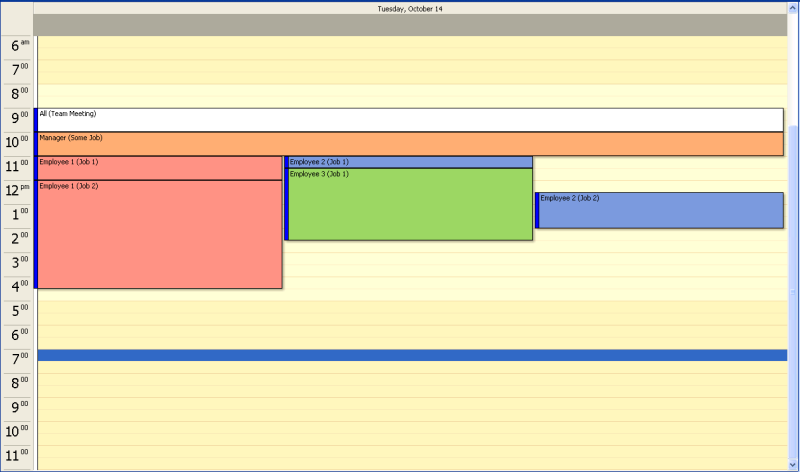 Tuesday, October 14
6 am
7 00
8 00
9 00
All (Team Meeting)
10 00
Manager (Some Job)
11 00
Employee 1 (Job 1)
Employee 2 (Job 1)
Employee 3 (Job 1)
12 pm
Employee 1 (Job 2)
Employee 2 (Job 2)
1 00
2 00
3 00
4 00
5 00
6 00
7 00
8 00
9 00
10 00
11 00